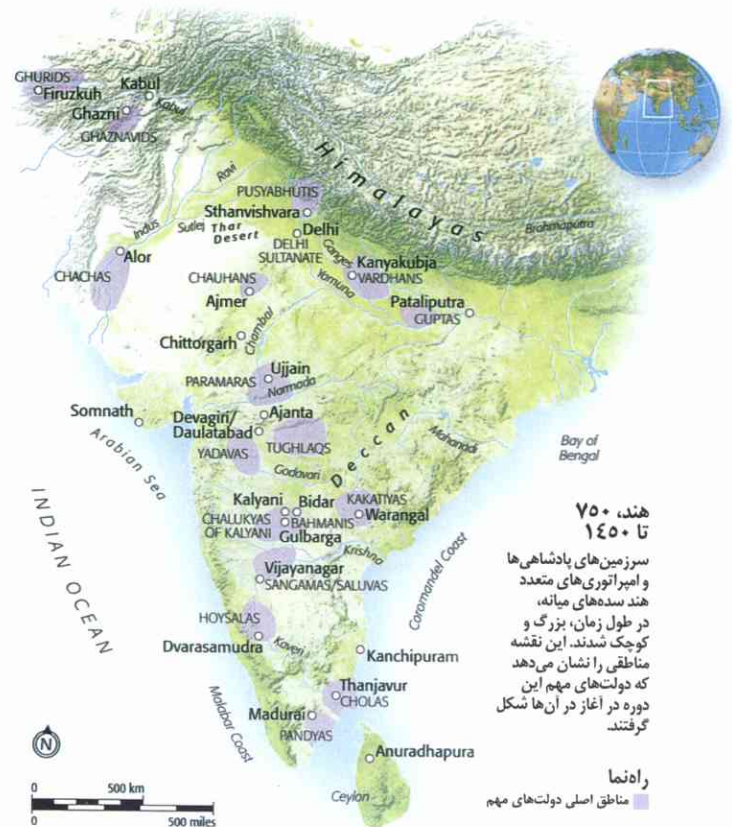 GHURIDS
Firuzkuh
Kabul
Kabul
Ghazni
GHAZNAVIDS
Himalayas
Ravi
PUSYABHUTIS
Indus
Sutlej
Thar
Desert
Sthanvishvara
Delhi
DELHI
SULTANATE
Ganges
Brahmaputra
Alor
CHACHAS
CHAUHANS
Ajmer
Kanyakubja
VARDHANS
Yamuna
Pataliputra
GUPTAS
Chambal
Chittorgarh
Ujjain
PARAMARAS
Narmada
Somnath
Devagiri/
Daulatabad
Ajanta
TUGHLAQS
YADAVAS
Deccan
Mahanadi
Arabian Sea
Bay of
Bengal
Godavari
Kalyani
Bidar
KAKATIYAS
CHALUKYAS
OF KALYANI
BAHMANIS
Warangal
Gulbarga
Krishna
INDIAN OCEAN
Vijayanagar
SANGAMAS/SALUVAS
Coromandel Coast
HOYSALAS
Dvarasamudra
Kaveri
Kanchipuram
Malabar Coast
Thanjavur
CHOLAS
Madurai
PANDYAS
Anuradhapura
Ceylon
N
0
500 km
0
500 miles
هند، ۷۵۰
تا ۱۴۵۰
سرزمین‌های پادشاهی‌ها
و امپراتوری‌های متعدد
هند سده‌های میانه،
در طول زمان، بزرگ و
کوچک شدند. این نقشه
مناطقی را نشان می‌دهد
که دولت‌های مهم این
دوره در آغاز در آن‌ها شکل
گرفتند.
راه‌نما
مناطق اصلی دولت‌های مهم